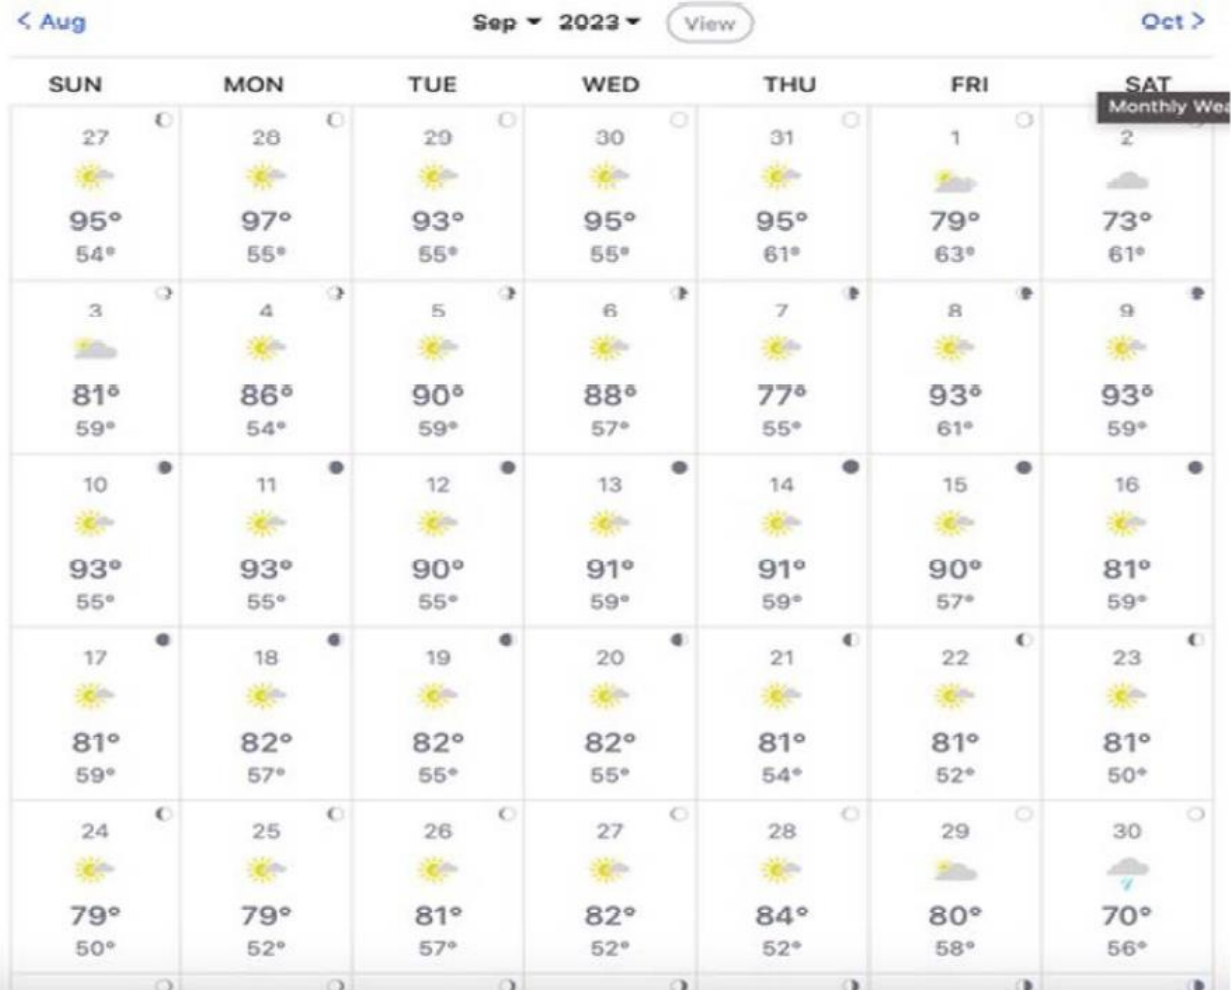 < Aug Sep 2023 View Oct >
SUN MON TUE WED THU FRI SAT
Monthly Wea
27 28 29 30 31 1 2
95° 97° 93° 95° 95° 79° 73°
54° 55° 55° 55° 61° 63° 61°
3 4 5 6 7 8 9
81° 86° 90° 88° 77° 93° 93°
59° 54° 59° 57° 55° 61° 59°
10 11 12 13 14 15 16
93° 93° 90° 91° 91° 90° 81°
55° 55° 55° 59° 59° 57° 59°
17 18 19 20 21 22 23
81° 82° 82° 82° 81° 81° 81°
59° 57° 55° 55° 54° 52° 50°
24 25 26 27 28 29 30
79° 79° 81° 82° 84° 80° 70°
50° 52° 57° 52° 52° 58° 56°